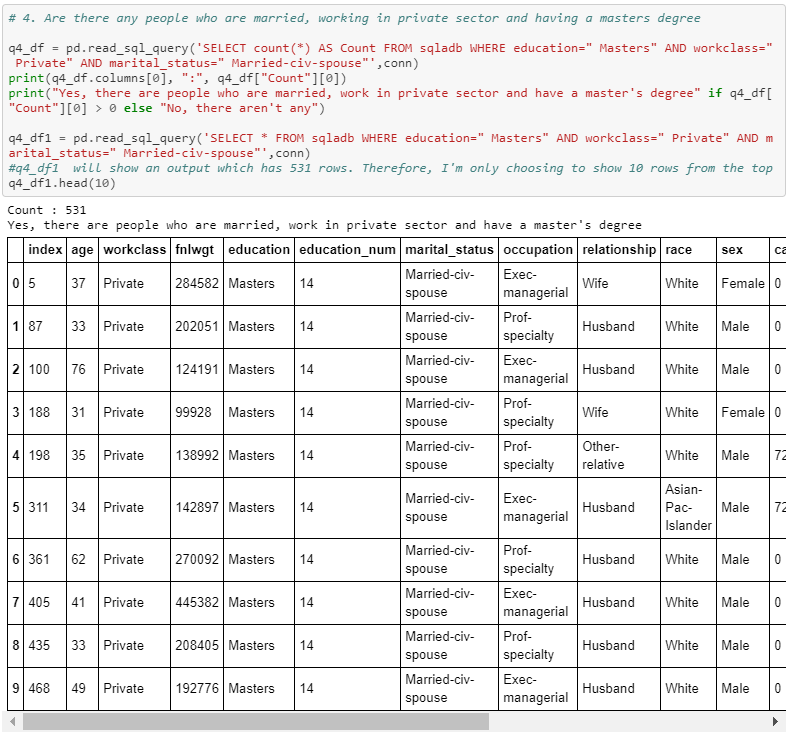 # 4. Are there any people who are married, working in private sector and having a masters degree
q4_df = pd.read_sql_query('SELECT count(*) AS Count FROM sqladb WHERE education=" Masters" AND workclass="
 Private" AND marital_status=" Married-civ-spouse"',conn)
print(q4_df.columns[0], ":", q4_df["Count"][0])
print("Yes, there are people who are married, work in private sector and have a master's degree" if q4_df[
"Count"][0] > 0 else "No, there aren't any")
q4_df1 = pd.read_sql_query('SELECT * FROM sqladb WHERE education=" Masters" AND workclass=" Private" AND m
arital_status=" Married-civ-spouse"',conn)
#q4_df1  will show an output which has 531 rows. Therefore, I'm only choosing to show 10 rows from the top
q4_df1.head(10)
Count : 531
Yes, there are people who are married, work in private sector and have a master's degree
index age workclass fnlwgt education education_num marital_status occupation relationship race sex ca
0 5 37 Private 284582 Masters 14 Married-civ-spouse Exec-managerial Wife White Female 0
1 87 33 Private 202051 Masters 14 Married-civ-spouse Prof-specialty Husband White Male 0
2 100 76 Private 124191 Masters 14 Married-civ-spouse Exec-managerial Husband White Male 0
3 188 31 Private 99928 Masters 14 Married-civ-spouse Prof-specialty Wife White Female 0
4 198 35 Private 138992 Masters 14 Married-civ-spouse Prof-specialty Other-relative White Male 72
5 311 34 Private 142897 Masters 14 Married-civ-spouse Exec-managerial Husband Asian-Pac-Islander Male 72
6 361 62 Private 270092 Masters 14 Married-civ-spouse Prof-specialty Husband White Male 0
7 405 41 Private 445382 Masters 14 Married-civ-spouse Exec-managerial Husband White Male 0
8 435 33 Private 208405 Masters 14 Married-civ-spouse Prof-specialty Husband White Male 0
9 468 49 Private 192776 Masters 14 Married-civ-spouse Exec-managerial Husband White Male 0